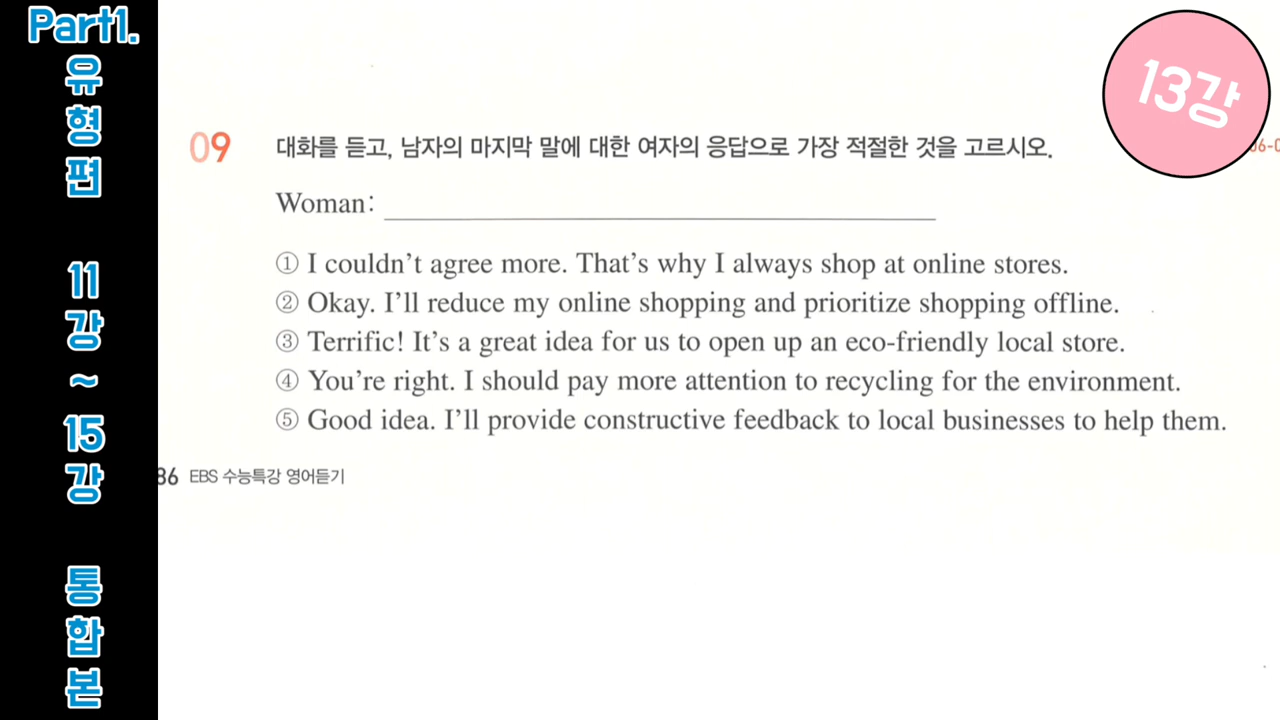 Part1.
유
형
편
11
강
~
15
강
통
합
본
13강
09 대화를 듣고, 남자의 마지막 말에 대한 여자의 응답으로 가장 적절한 것을 고르시오.
Woman:
① I couldn't agree more. That's why I always shop at online stores.
② Okay. I'll reduce my online shopping and prioritize shopping offline.
③ Terrific! It's a great idea for us to open up an eco-friendly local store.
④ You're right. I should pay more attention to recycling for the environment.
⑤ Good idea. I'll provide constructive feedback to local businesses to help them.
86 EBS 수능특강 영어듣기